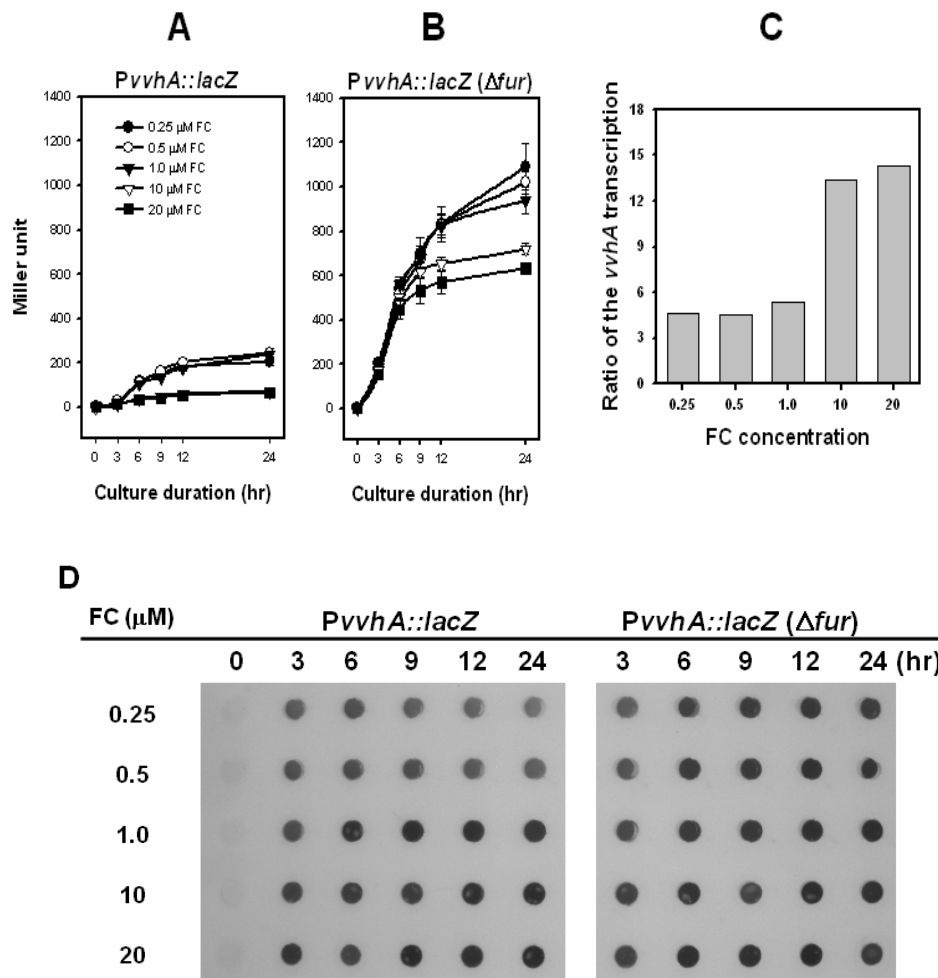 A
B
C
PvvhA::lacZ
PvvhA::lacZ (Δfur)
1400
1200
1000
800
600
400
200
0
Miller unit
0.25 μM FC
0.5 μM FC
1.0 μM FC
10 μM FC
20 μM FC
0 3 6 9 12 24
Culture duration (hr)
1400
1200
1000
800
600
400
200
0
0 3 6 9 12 24
Culture duration (hr)
Ratio of the vvhA transcription
18
15
12
9
6
3
0
0.25 0.5 1.0 10 20
FC concentration
D
FC (μM) PvvhA::lacZ PvvhA::lacZ (Δfur)
0 3 6 9 12 24 3 6 9 12 24 (hr)
0.25
0.5
1.0
10
20